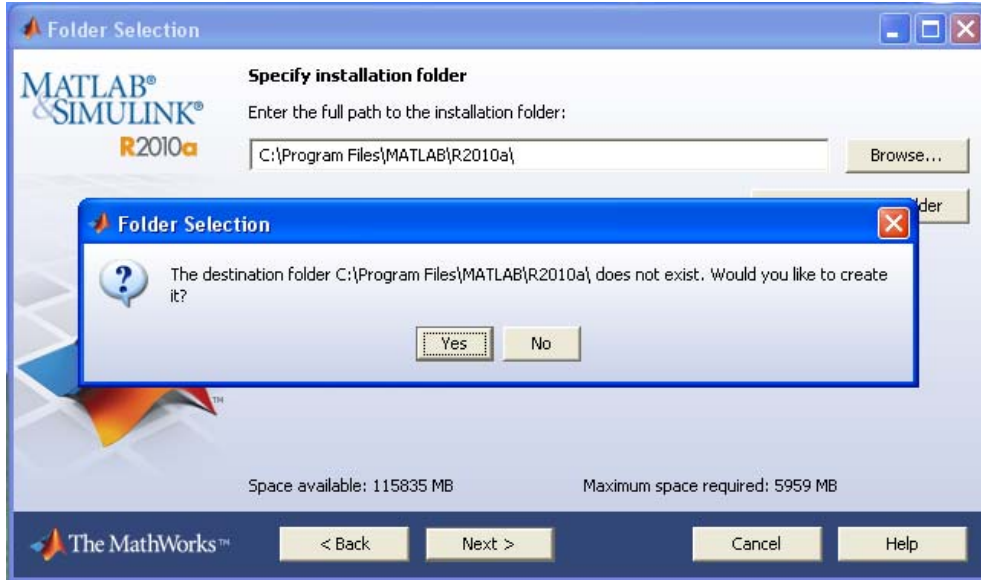 Folder Selection
MATLAB®
&SIMULINK®
R2010a
Specify installation folder
Enter the full path to the installation folder:
C:\Program Files\MATLAB\R2010a\
Browse...
lder
Folder Selection
The destination folder C:\Program Files\MATLAB\R2010a\ does not exist. Would you like to create
it?
Yes
No
TM
Space available: 115835 MB
Maximum space required: 5959 MB
The MathWorks™
< Back
Next >
Cancel
Help